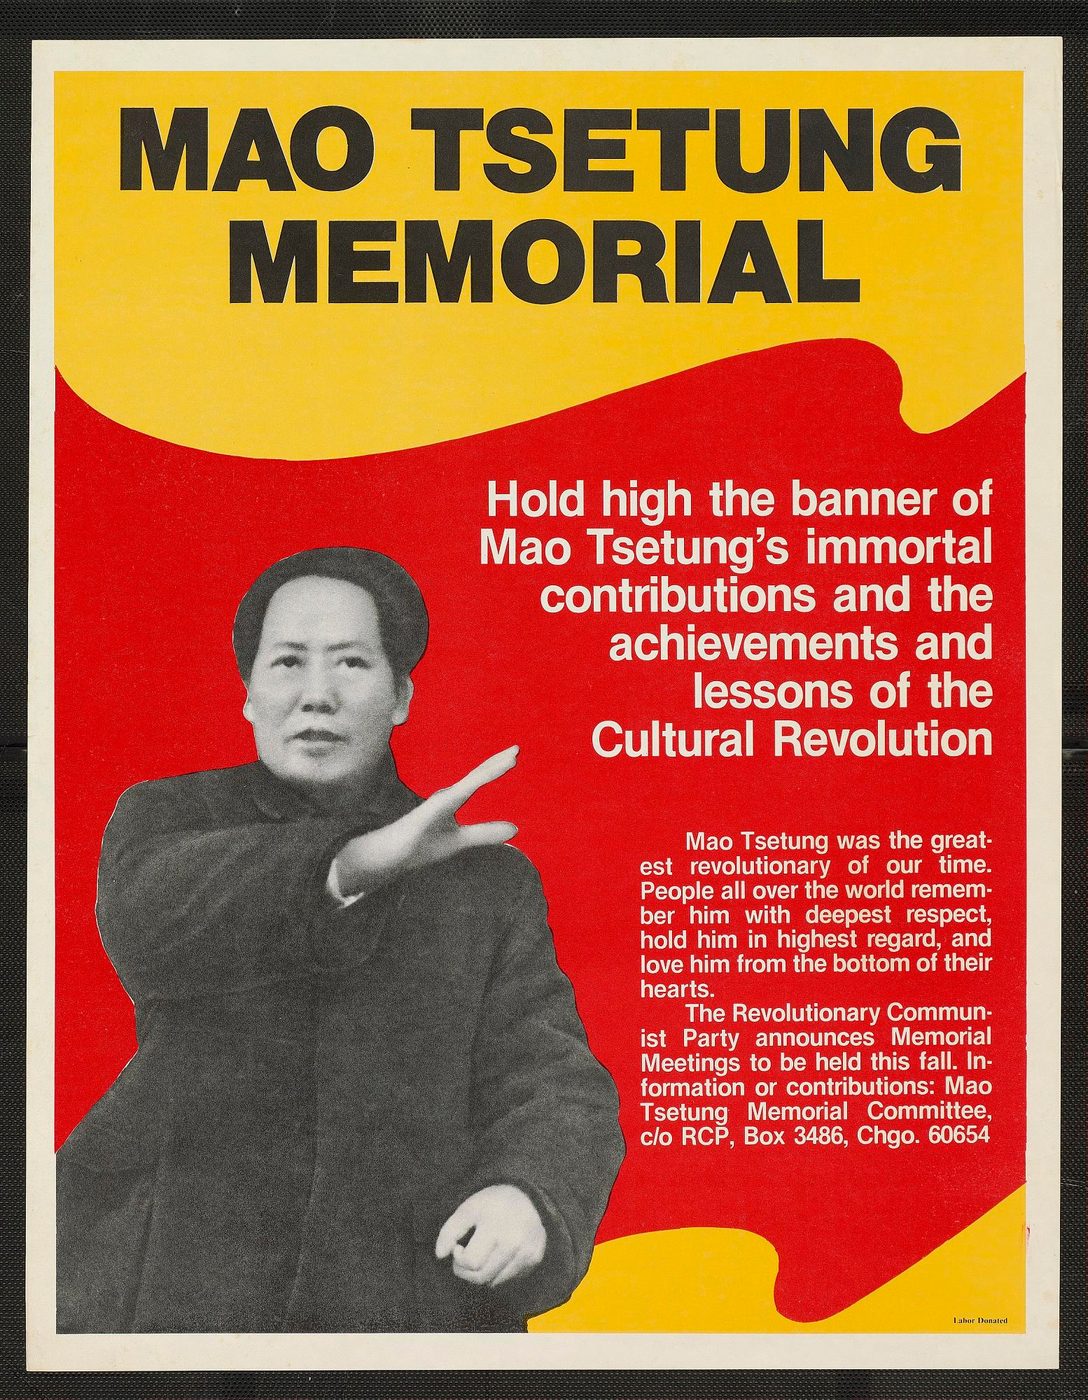 MAO TSETUNG
MEMORIAL
Hold high the banner of
Mao Tsetung's immortal
contributions and the
achievements and
lessons of the
Cultural Revolution
Mao Tsetung was the great-
est revolutionary of our time.
People all over the world remem-
ber him with deepest respect,
hold him in highest regard, and
love him from the bottom of their
hearts.
The Revolutionary Commun-
ist Party announces Memorial
Meetings to be held this fall. In-
formation or contributions: Mao
Tsetung Memorial Committee,
c/o RCP, Box 3486, Chgo. 60654
Labor Donated